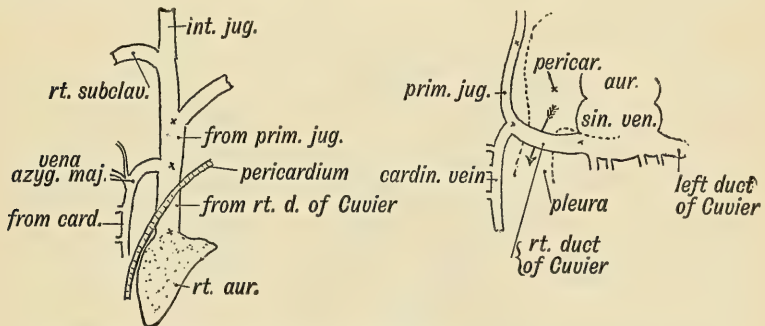 int. jug.
rt. subclav.
from prim. jug.
vena
azyg. maj.
pericardium
from card.
from rt. d. of Cuvier
rt. aur.
pericar.
aur.
prim. jug.
sin. ven.
cardin. vein
left duct
of Cuvier
pleura
rt. duct
of Cuvier